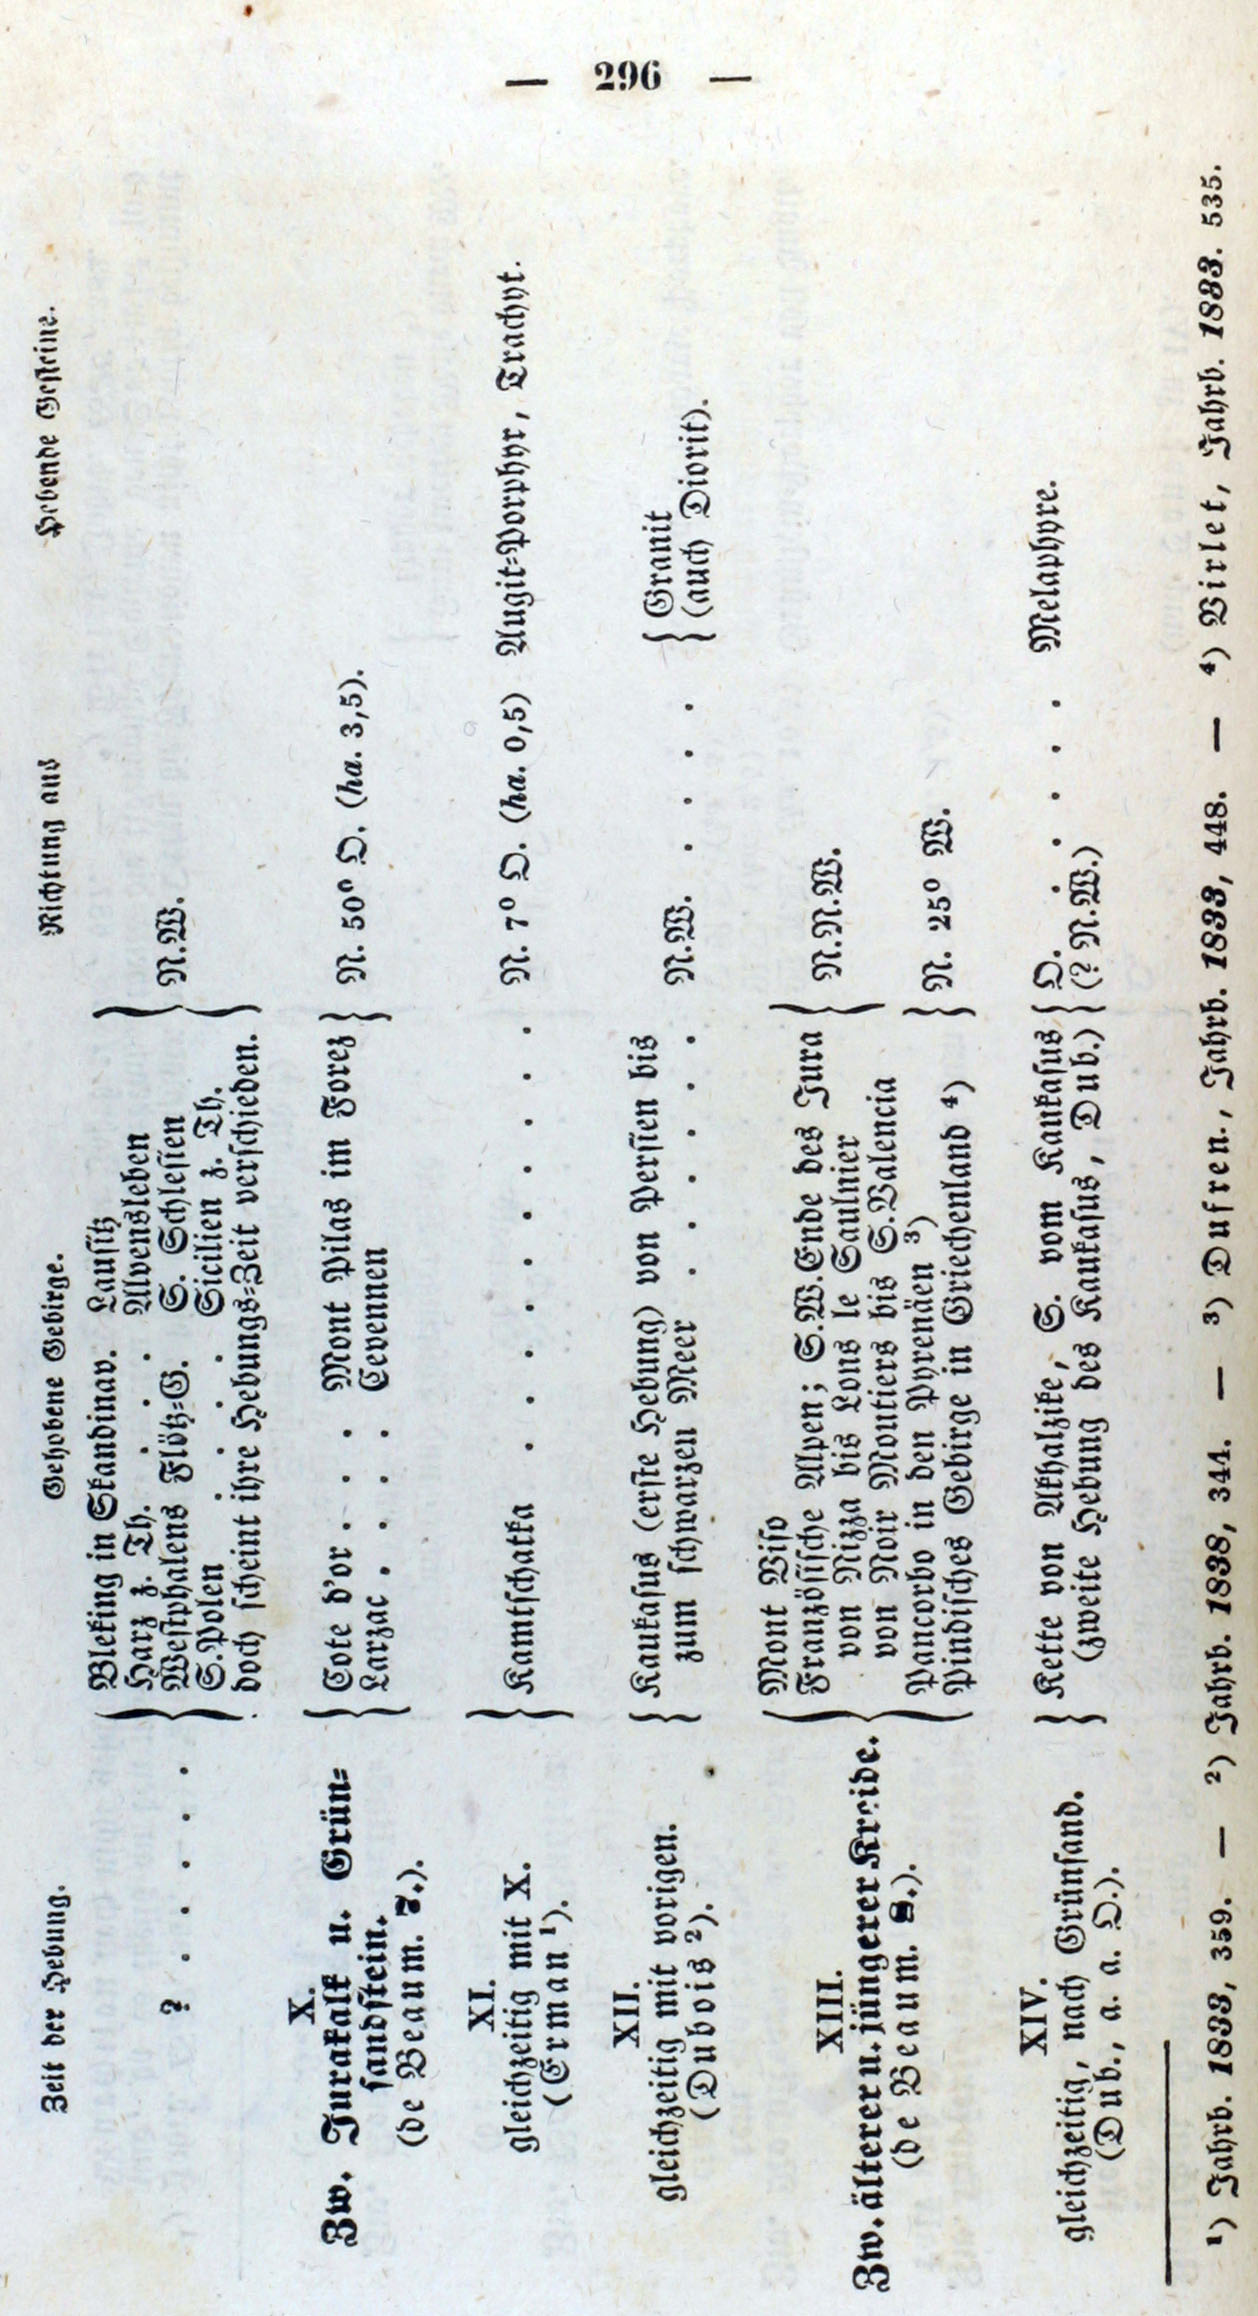 — 296 —
Zeit der Hebung. Gehobene Gebirge. Richtung aus Hebende Gesteine.
Bleking in Skandinav. Lausitz
Harz z. Th. . . . Alvensleben
? . . . . Westphalens Flötz=G. S. Schlesien N.W.
S.Polen . . . . Sicilien z. Th.
doch scheint ihre Hebungs=Zeit verschieden.
X.
Zw. Jurakalk u. Grün= Cote d'or . . . Mont Pilas im Forez N. 50° O. (ha. 3,5).
sandstein. Larzac . . . . Cevennen
(de Beaum. 7.).
XI.
gleichzeitig mit X. Kamtschatka . . . . . . . . N. 7° O. (ha. 0,5) Augit=Porphyr, Trachyt.
(Erman ¹).
XII.
gleichzeitig mit vorigen. Kaukasus (erste Hebung) von Persien bis Granit
(Dubois ²). zum schwarzen Meer . . . . . . N.W. . . . . (auch Diorit).
Mont Viso
Französische Alpen; S.W.Ende des Jura N.N.W.
XIII. von Nizza bis Lons le Saulnier
Zw. älterer u. jüngerer Kreide. von Noir Moutiers bis S.Valencia
(de Beaum. 8.). Pancorbo in den Pyrenäen ³)
Pindisches Gebirge in Griechenland ⁴) N. 25° W.
XIV.
gleichzeitig, nach Grünsand. Kette von Akhalziké, S. vom Kaukasus O. . . . . Melaphyre.
(Dub., a. a. O.). (zweite Hebung des Kaukasus, Dub.) (? N.W.)
¹) Jahrb. 1833, 359. — ²) Jahrb. 1838, 344. — ³) Dufren., Jahrb. 1833, 448. — ⁴) Virlet, Jahrb. 1833. 535.